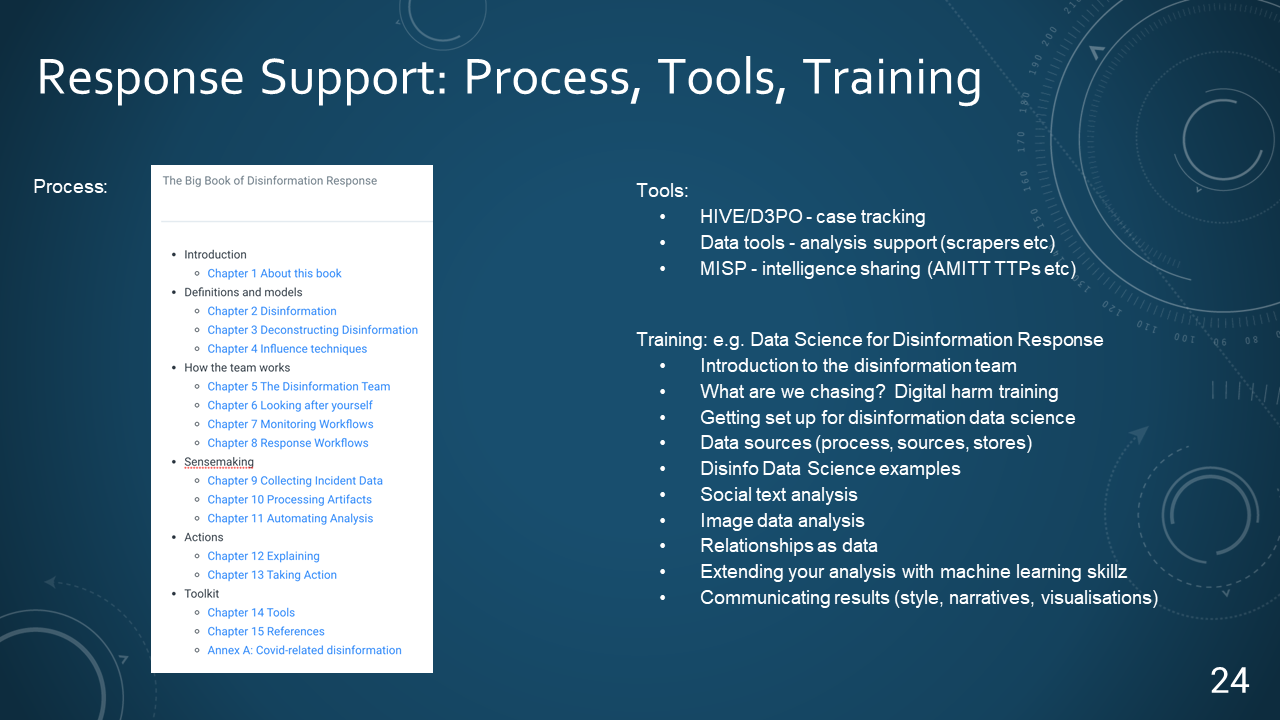 Response Support: Process, Tools, Training
Process:
The Big Book of Disinformation Response
• Introduction
◦ Chapter 1 About this book
• Definitions and models
◦ Chapter 2 Disinformation
◦ Chapter 3 Deconstructing Disinformation
◦ Chapter 4 Influence techniques
• How the team works
◦ Chapter 5 The Disinformation Team
◦ Chapter 6 Looking after yourself
◦ Chapter 7 Monitoring Workflows
◦ Chapter 8 Response Workflows
• Sensemaking
◦ Chapter 9 Collecting Incident Data
◦ Chapter 10 Processing Artifacts
◦ Chapter 11 Automating Analysis
• Actions
◦ Chapter 12 Explaining
◦ Chapter 13 Taking Action
• Toolkit
◦ Chapter 14 Tools
◦ Chapter 15 References
◦ Annex A: Covid-related disinformation
Tools:
• HIVE/D3PO - case tracking
• Data tools - analysis support (scrapers etc)
• MISP - intelligence sharing (AMITT TTPs etc)
Training: e.g. Data Science for Disinformation Response
• Introduction to the disinformation team
• What are we chasing? Digital harm training
• Getting set up for disinformation data science
• Data sources (process, sources, stores)
• Disinfo Data Science examples
• Social text analysis
• Image data analysis
• Relationships as data
• Extending your analysis with machine learning skillz
• Communicating results (style, narratives, visualisations)
24